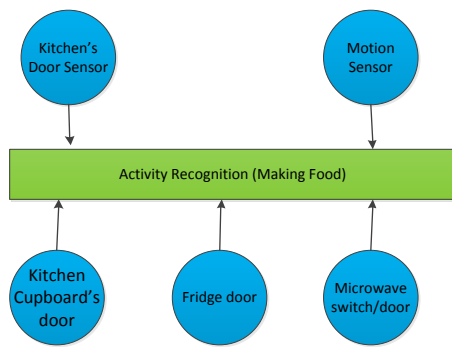 Kitchen's
Door Sensor
Motion
Sensor
Activity Recognition (Making Food)
Kitchen
Cupboard's
door
Fridge door
Microwave
switch/door